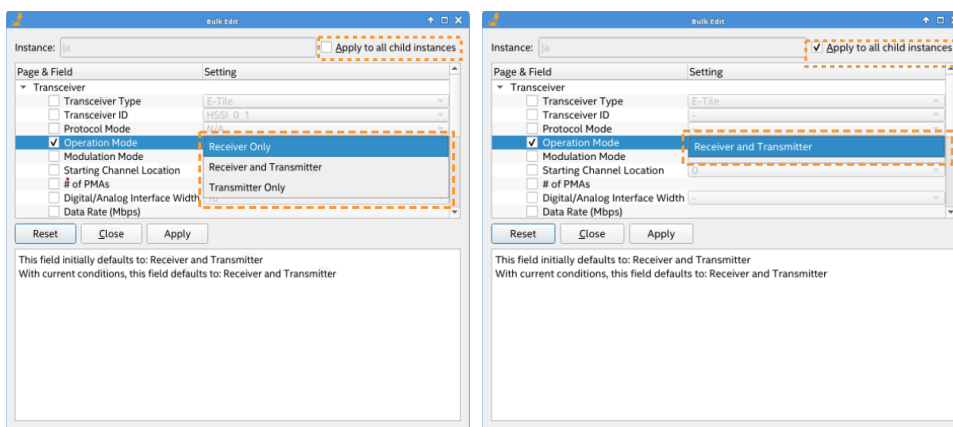 Bulk Edit
Instance: |a
Apply to all child instances
Page & Field Setting
Transceiver
Transceiver Type E-Tile
Transceiver ID HSSI_0_1
Protocol Mode N/A
Operation Mode Receiver Only
Modulation Mode
Receiver and Transmitter
Starting Channel Location
# of PMAs Transmitter Only
Digital/Analog Interface Width
Data Rate (Mbps)
Reset Close Apply
This field initially defaults to: Receiver and Transmitter
With current conditions, this field defaults to: Receiver and Transmitter
Bulk Edit
Instance: |a
Apply to all child instances
Page & Field Setting
Transceiver
Transceiver Type E-Tile
Transceiver ID -
Protocol Mode -
Operation Mode Receiver and Transmitter
Modulation Mode
Starting Channel Location 0
# of PMAs
Digital/Analog Interface Width -
Data Rate (Mbps)
Reset Close Apply
This field initially defaults to: Receiver and Transmitter
With current conditions, this field defaults to: Receiver and Transmitter